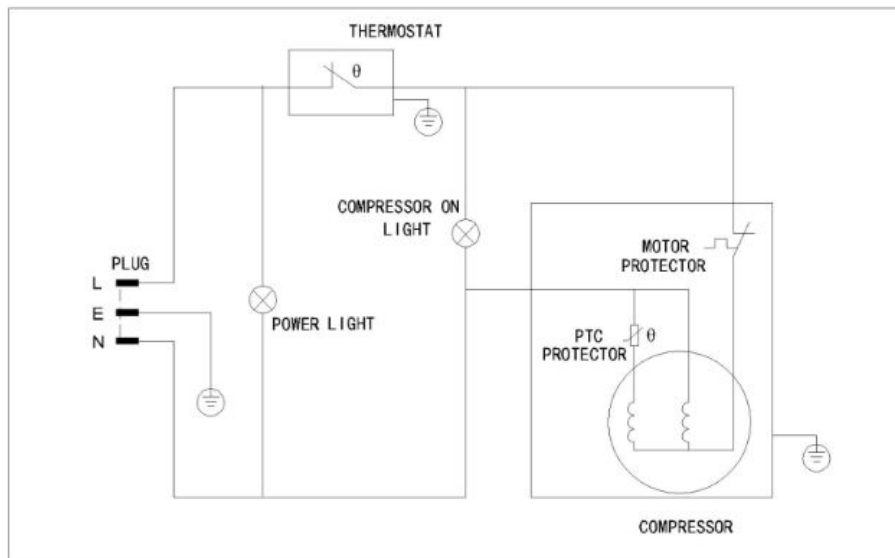 THERMOSTAT
θ
COMPRESSOR ON
LIGHT
MOTOR
PROTECTOR
PLUG
L
E
N
POWER LIGHT
PTC
PROTECTOR
θ
COMPRESSOR